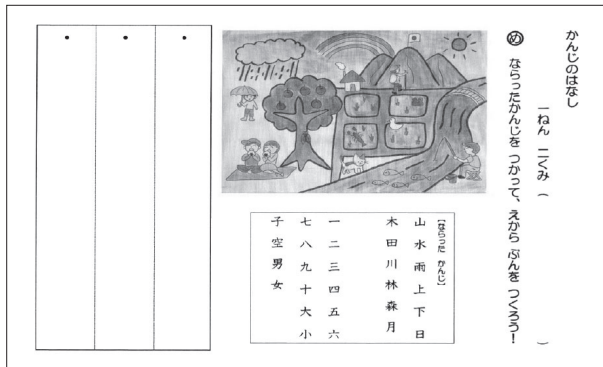 かんじのはなし
一ねん 二くみ （　　　　　　）
め ならったかんじを つかって、えから ぶんを つくろう！
【ならった かんじ】
山 水 雨 上 下 日
木 田 川 林 森 月
一 二 三 四 五 六
七 八 九 十 大 小
子 空 男 女
・
・
・